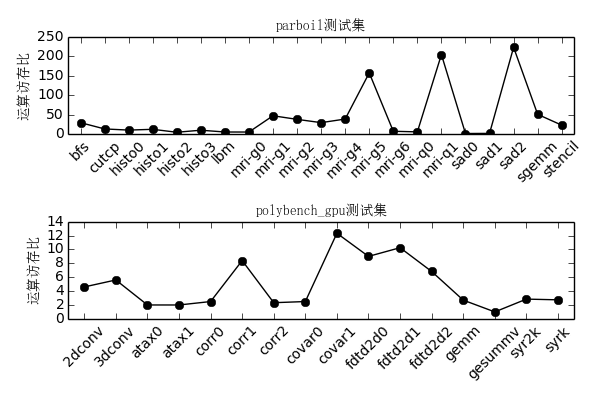 parboil测试集
运算访存比
250
200
150
100
50
0
bfs cutcp histo0 histo1 histo2 histo3 lbm mri-g0 mri-g1 mri-g2 mri-g3 mri-g4 mri-g5 mri-g6 mri-q0 mri-q1 sad0 sad1 sad2 sgemm stencil
polybench_gpu测试集
运算访存比
14
12
10
8
6
4
2
0
2dconv 3dconv atax0 atax1 corr0 corr1 corr2 covar0 covar1 fdtd2d0 fdtd2d1 fdtd2d2 gemm gesummv syr2k syrk